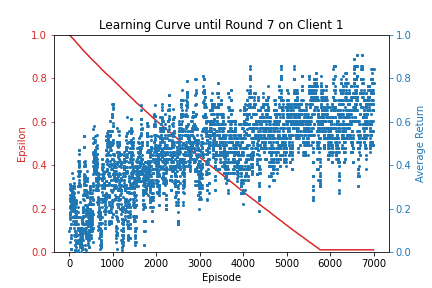 Learning Curve until Round 7 on Client 1
1.0 1.0
0.8 0.8
0.6 0.6
0.4 0.4
0.2 0.2
0.0 0.0
Epsilon
Average Return
0 1000 2000 3000 4000 5000 6000 7000
Episode